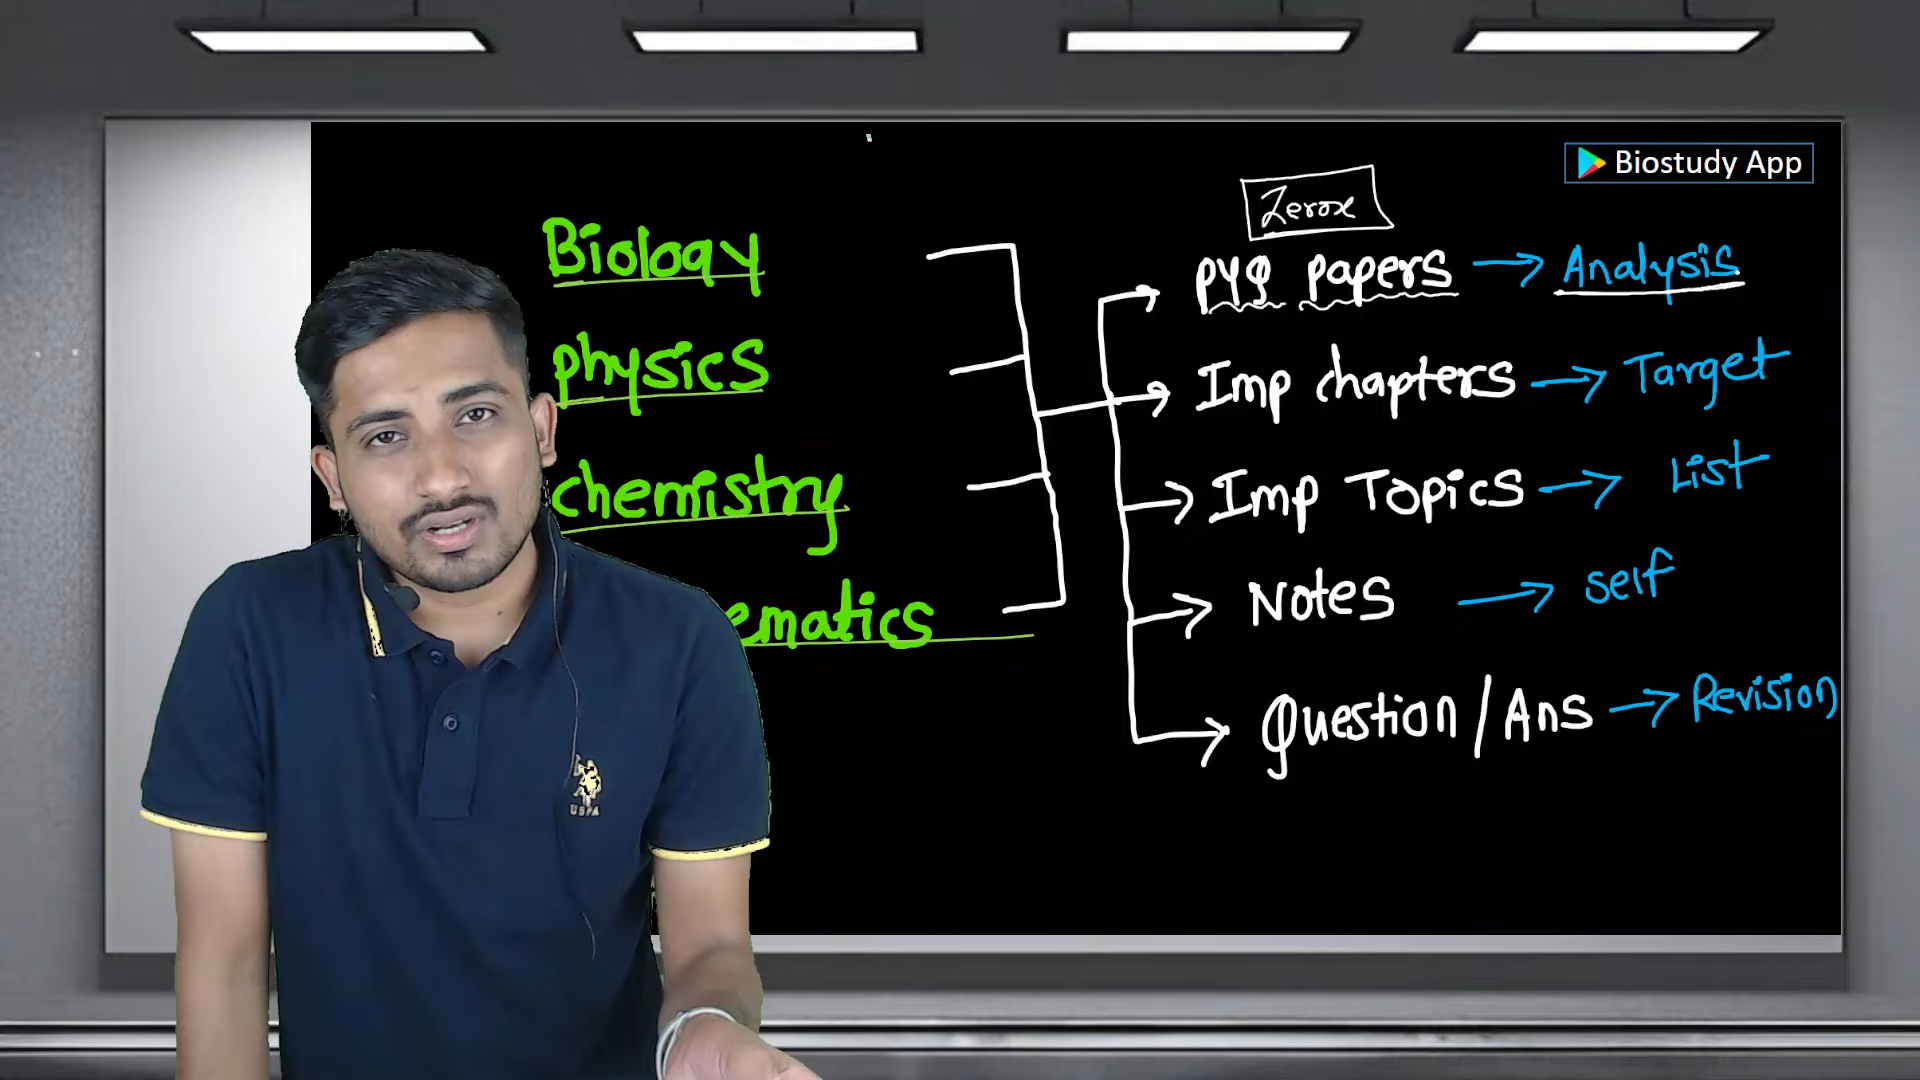 Biostudy App
Zerox
Biology
physics
chemistry
ematics
PYQ papers → Analysis
Imp chapters → Target
Imp Topics → List
Notes → self
Question / Ans → Revision
USPA